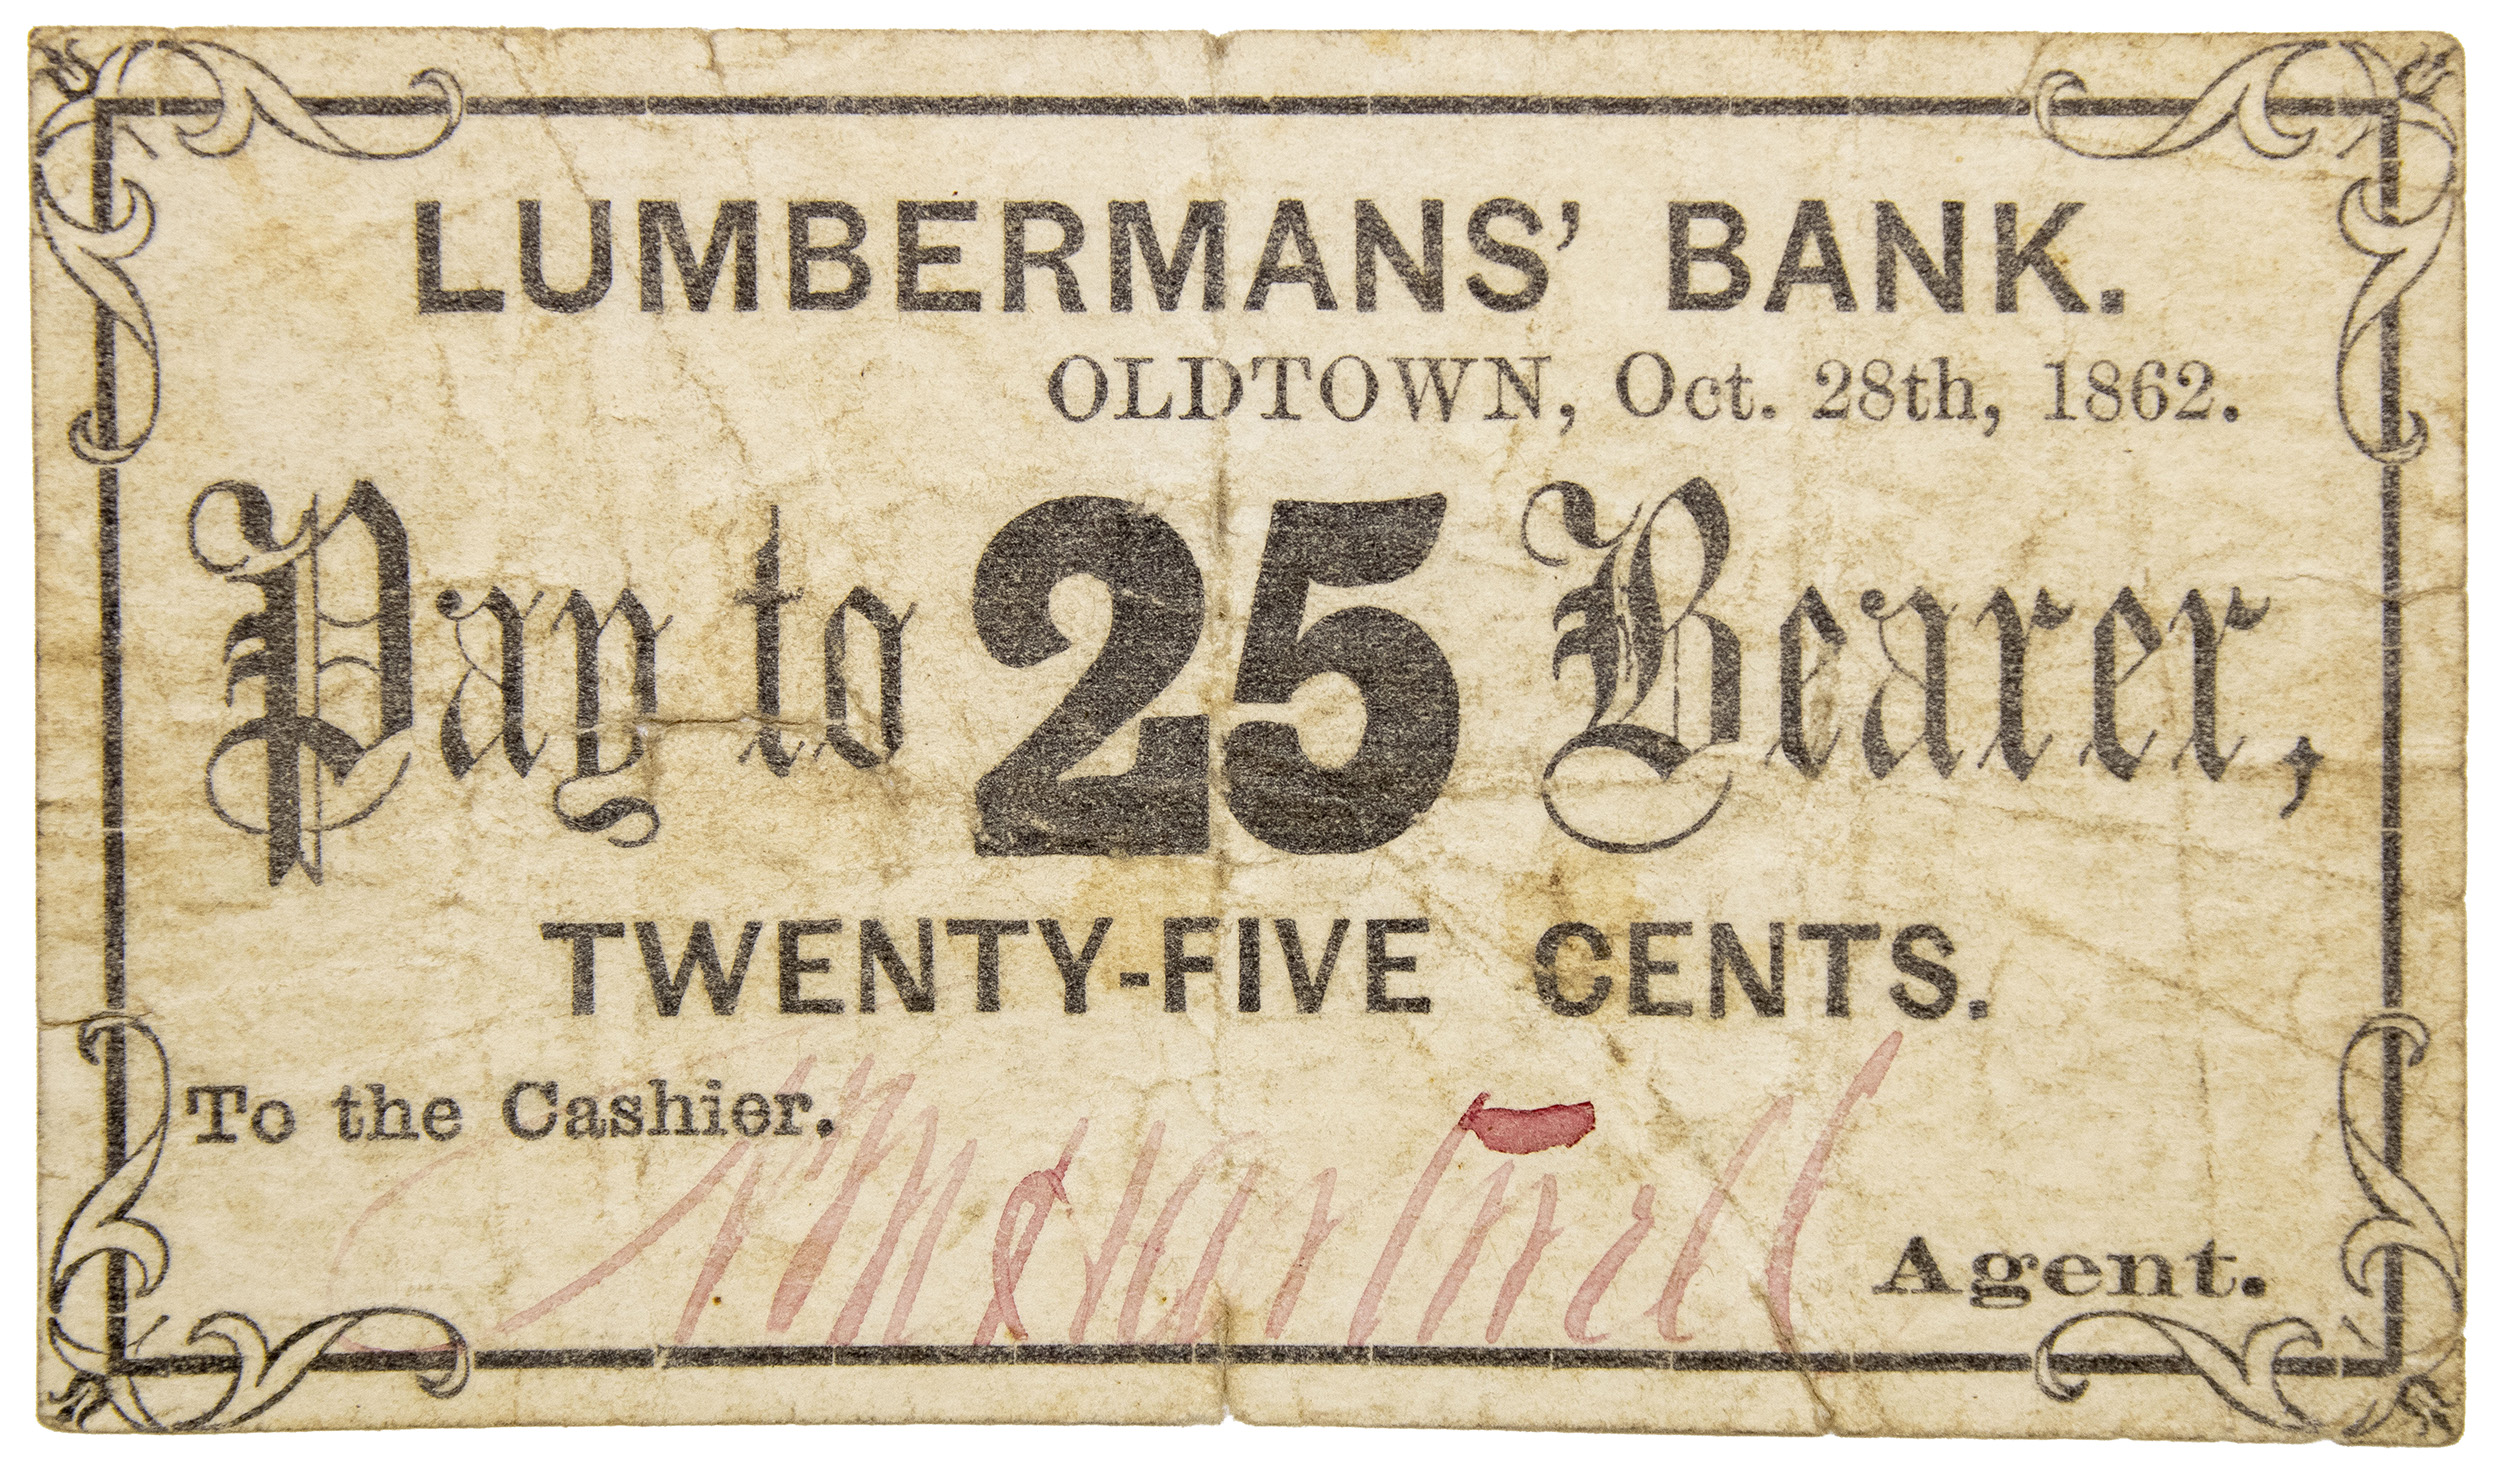 LUMBERMANS' BANK.
OLDTOWN, Oct. 28th, 1862.
Pay to 25 Bearer,
TWENTY-FIVE CENTS.
To the Cashier.
Agent.